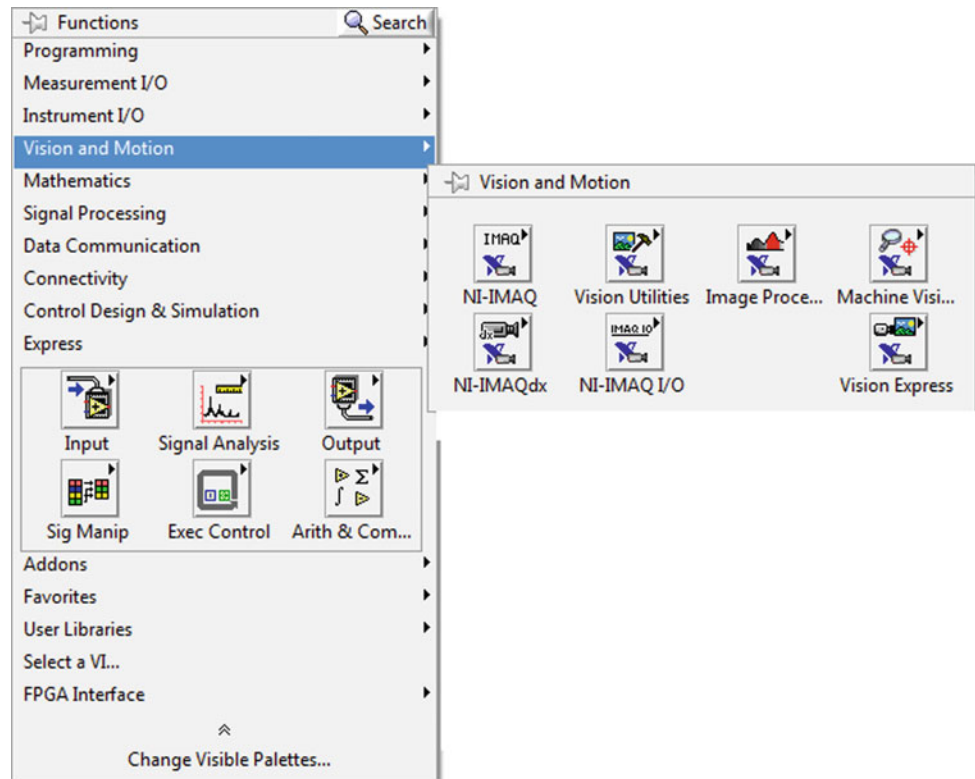 Functions Search
Programming
Measurement I/O
Instrument I/O
Vision and Motion
Mathematics
Signal Processing
Data Communication
Connectivity
Control Design & Simulation
Express
Input Signal Analysis Output
Sig Manip Exec Control Arith & Com...
Addons
Favorites
User Libraries
Select a VI...
FPGA Interface
Change Visible Palettes...
Vision and Motion
IMAQ
NI-IMAQ Vision Utilities Image Proce... Machine Visi...
dx IMAQ IO
NI-IMAQdx NI-IMAQ I/O Vision Express